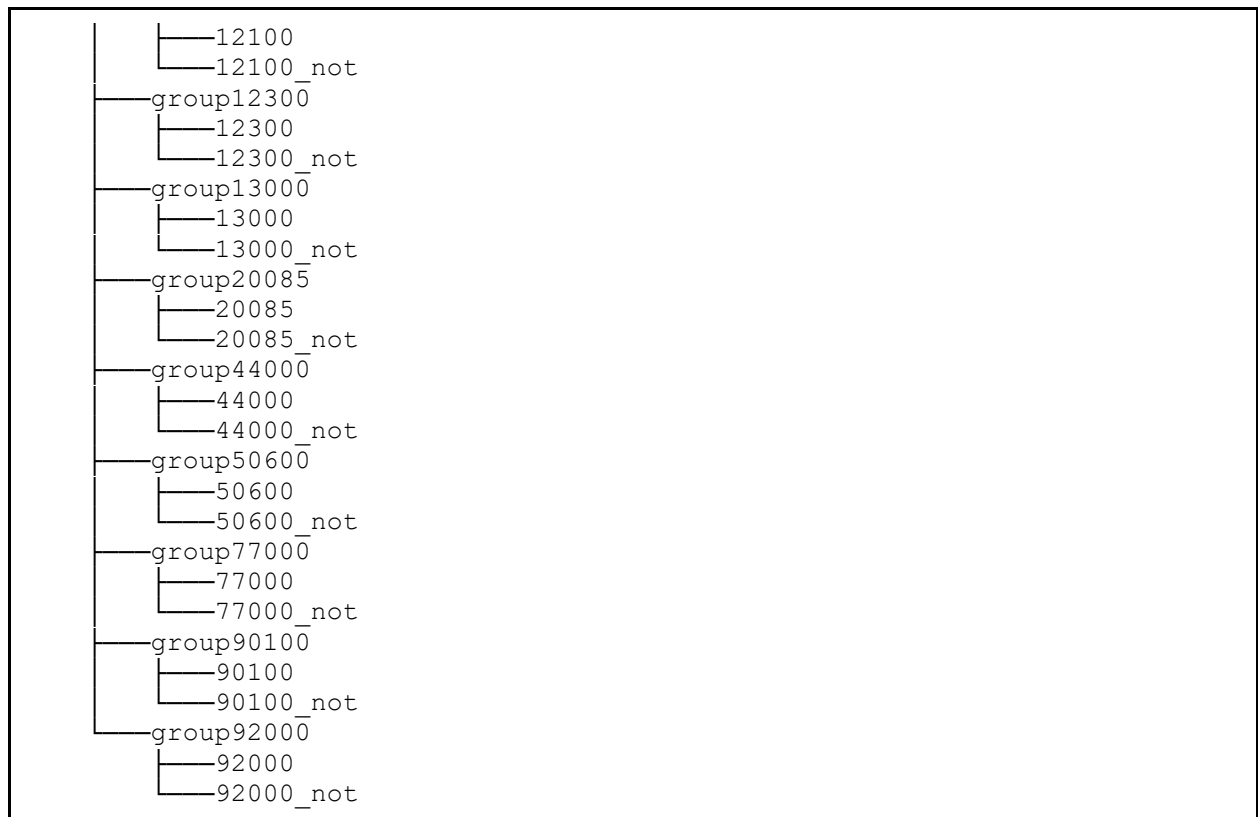 │   ├───12100
│   └───12100_not
├───group12300
│   ├───12300
│   └───12300_not
├───group13000
│   ├───13000
│   └───13000_not
├───group20085
│   ├───20085
│   └───20085_not
├───group44000
│   ├───44000
│   └───44000_not
├───group50600
│   ├───50600
│   └───50600_not
├───group77000
│   ├───77000
│   └───77000_not
├───group90100
│   ├───90100
│   └───90100_not
└───group92000
    ├───92000
    └───92000_not